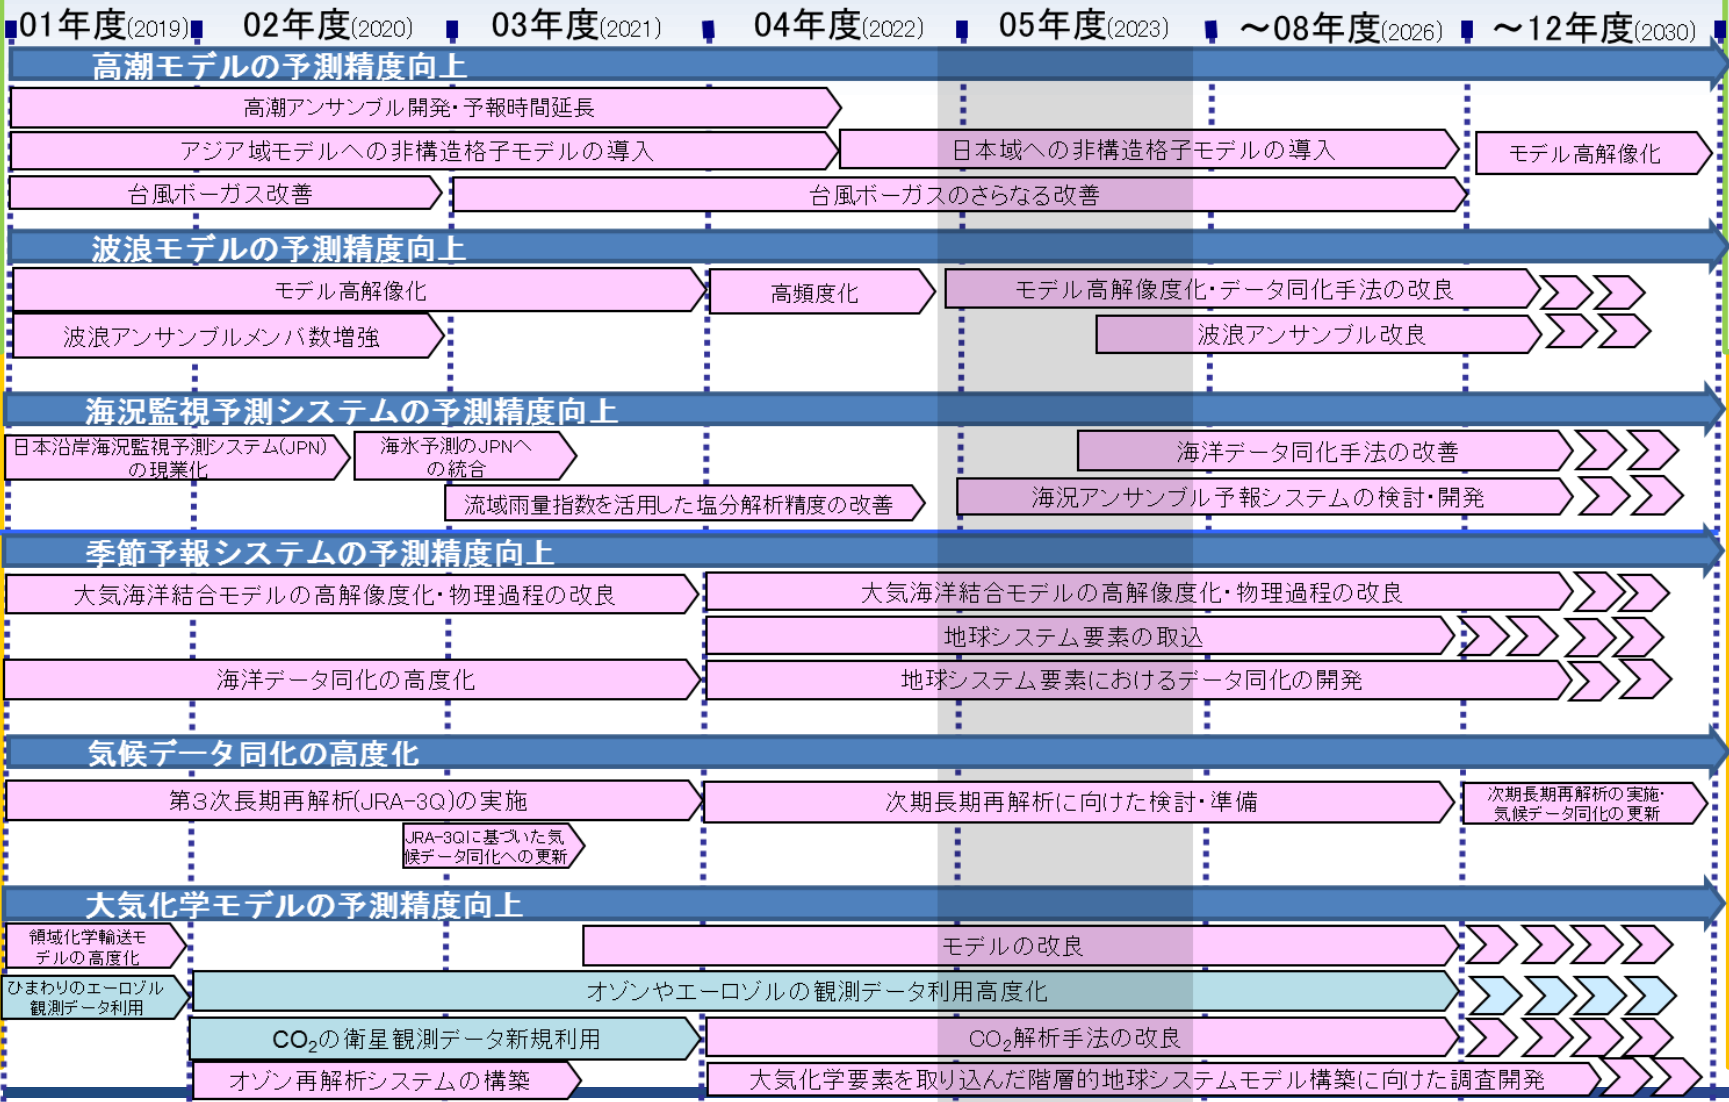 01年度(2019) 02年度(2020) 03年度(2021) 04年度(2022) 05年度(2023) ～08年度(2026) ～12年度(2030)
高潮モデルの予測精度向上
高潮アンサンブル開発・予報時間延長
アジア域モデルへの非構造格子モデルの導入
日本域への非構造格子モデルの導入
モデル高解像化
台風ボーガス改善
台風ボーガスのさらなる改善
波浪モデルの予測精度向上
モデル高解像化
高頻度化
モデル高解像度化・データ同化手法の改良
波浪アンサンブルメンバ数増強
波浪アンサンブル改良
海況監視予測システムの予測精度向上
日本沿岸海況監視予測システム(JPN)
の現業化
海氷予測のJPNへ
の統合
海洋データ同化手法の改善
流域雨量指数を活用した塩分解析精度の改善
海況アンサンブル予報システムの検討・開発
季節予報システムの予測精度向上
大気海洋結合モデルの高解像度化・物理過程の改良
大気海洋結合モデルの高解像度化・物理過程の改良
地球システム要素の取込
海洋データ同化の高度化
地球システム要素におけるデータ同化の開発
気候データ同化の高度化
第３次長期再解析(JRA-3Q)の実施
次期長期再解析に向けた検討・準備
次期長期再解析の実施・
気候データ同化の更新
JRA-3Qに基づいた気
候データ同化への更新
大気化学モデルの予測精度向上
領域化学輸送モ
デルの高度化
モデルの改良
ひまわりのエーロゾル
観測データ利用
オゾンやエーロゾルの観測データ利用高度化
CO₂の衛星観測データ新規利用
CO₂解析手法の改良
オゾン再解析システムの構築
大気化学要素を取り込んだ階層的地球システムモデル構築に向けた調査開発